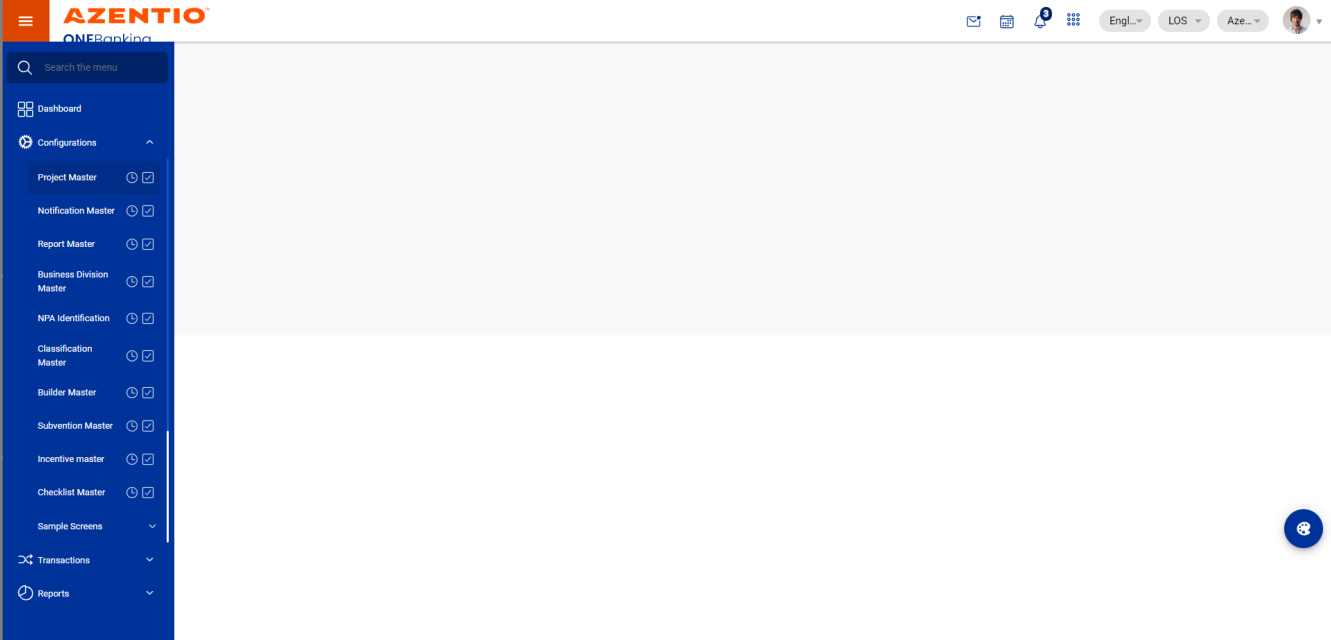 AZENTIO
ONEBanking
3
Engl...
LOS
Aze...
Search the menu
Dashboard
Configurations
Project Master
Notification Master
Report Master
Business Division
Master
NPA Identification
Classification
Master
Builder Master
Subvention Master
Incentive master
Checklist Master
Sample Screens
Transactions
Reports